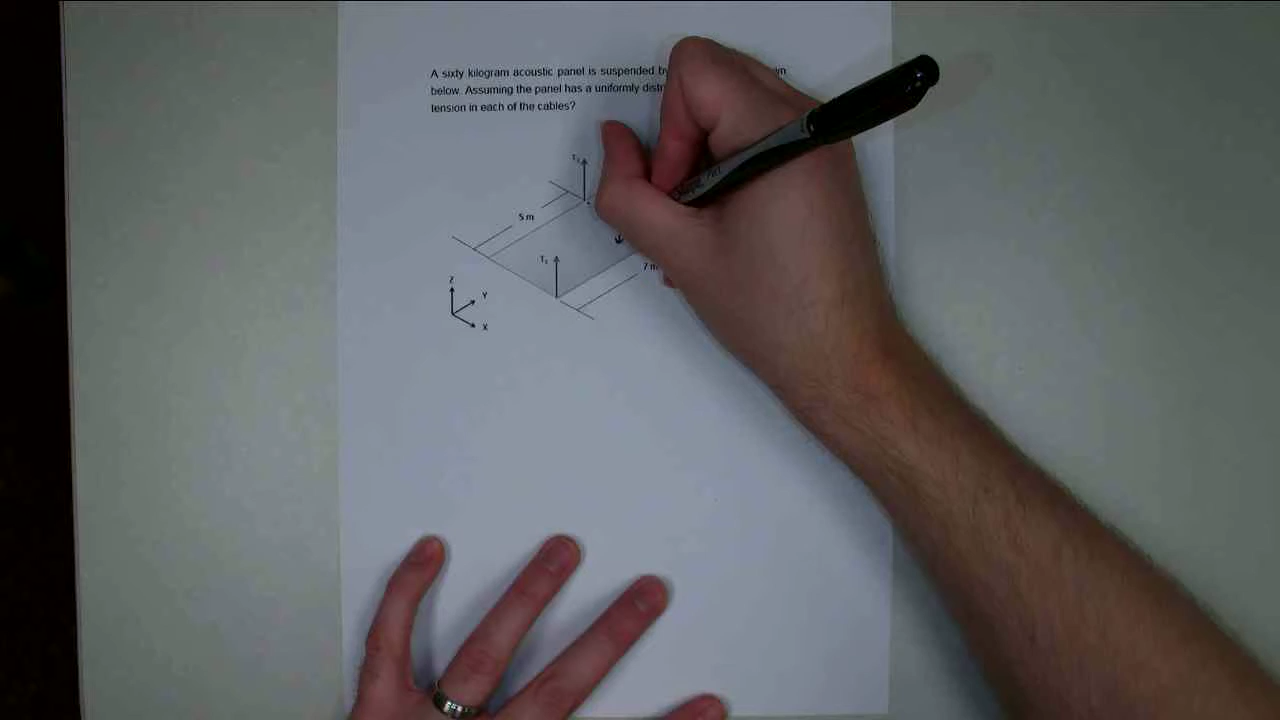 A sixty kilogram acoustic panel is suspended by
below. Assuming the panel has a uniformly
tension in each of the cables?
5 m
7
Z
Y
X